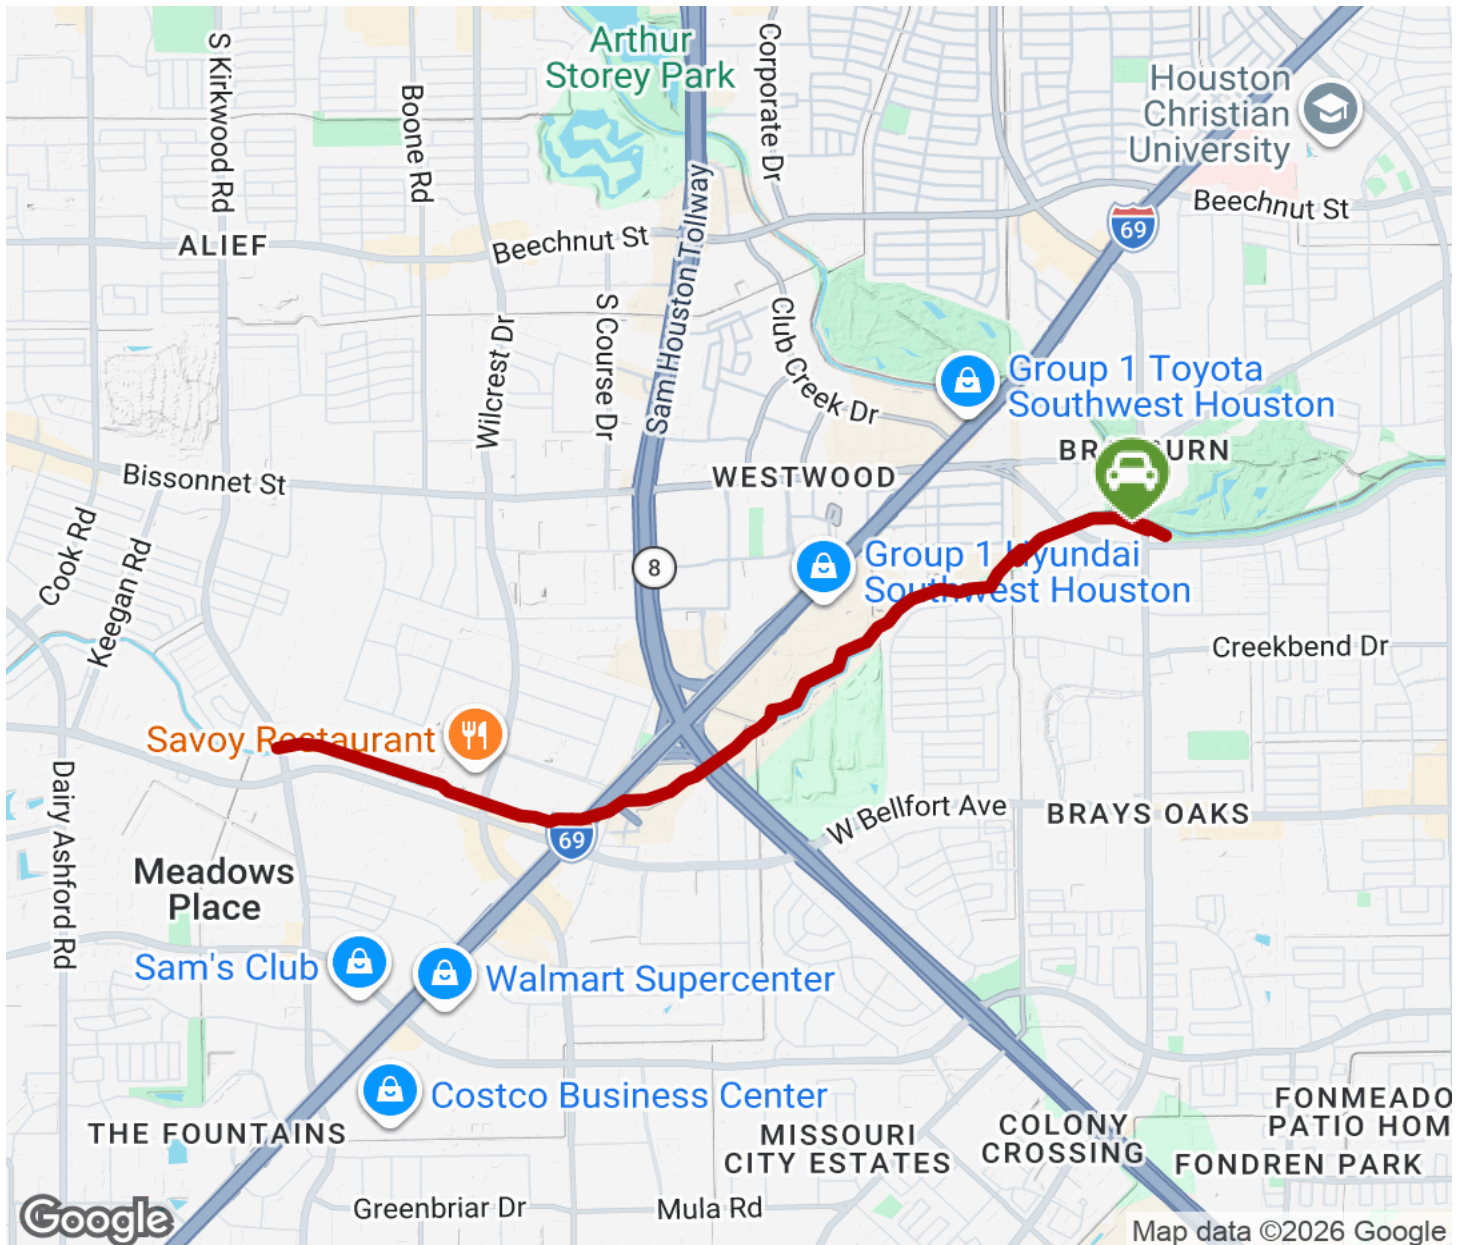 Arthur
Storey Park
Corporate Dr
S Kirkwood Rd
Boone Rd
Houston
Christian
University
Beechnut St
69
ALIEF
Beechnut St
Sam Houston Tollway
S Course Dr
Wilcrest Dr
Club Creek Dr
Group 1 Toyota
Southwest Houston
WESTWOOD
Bissonnet St
Cook Rd
Keegan Rd
8
Group 1 Hyundai
Southwest Houston
Creekbend Dr
Savoy Restaurant
Dairy Ashford Rd
W Bellfort Ave
BRAYS OAKS
69
Meadows
Place
Sam's Club
Walmart Supercenter
Costco Business Center
THE FOUNTAINS
MISSOURI
CITY ESTATES
COLONY
CROSSING
FONMEADO
PATIO HOM
FONDREN PARK
Greenbriar Dr
Mula Rd
Google
Map data ©2026 Google